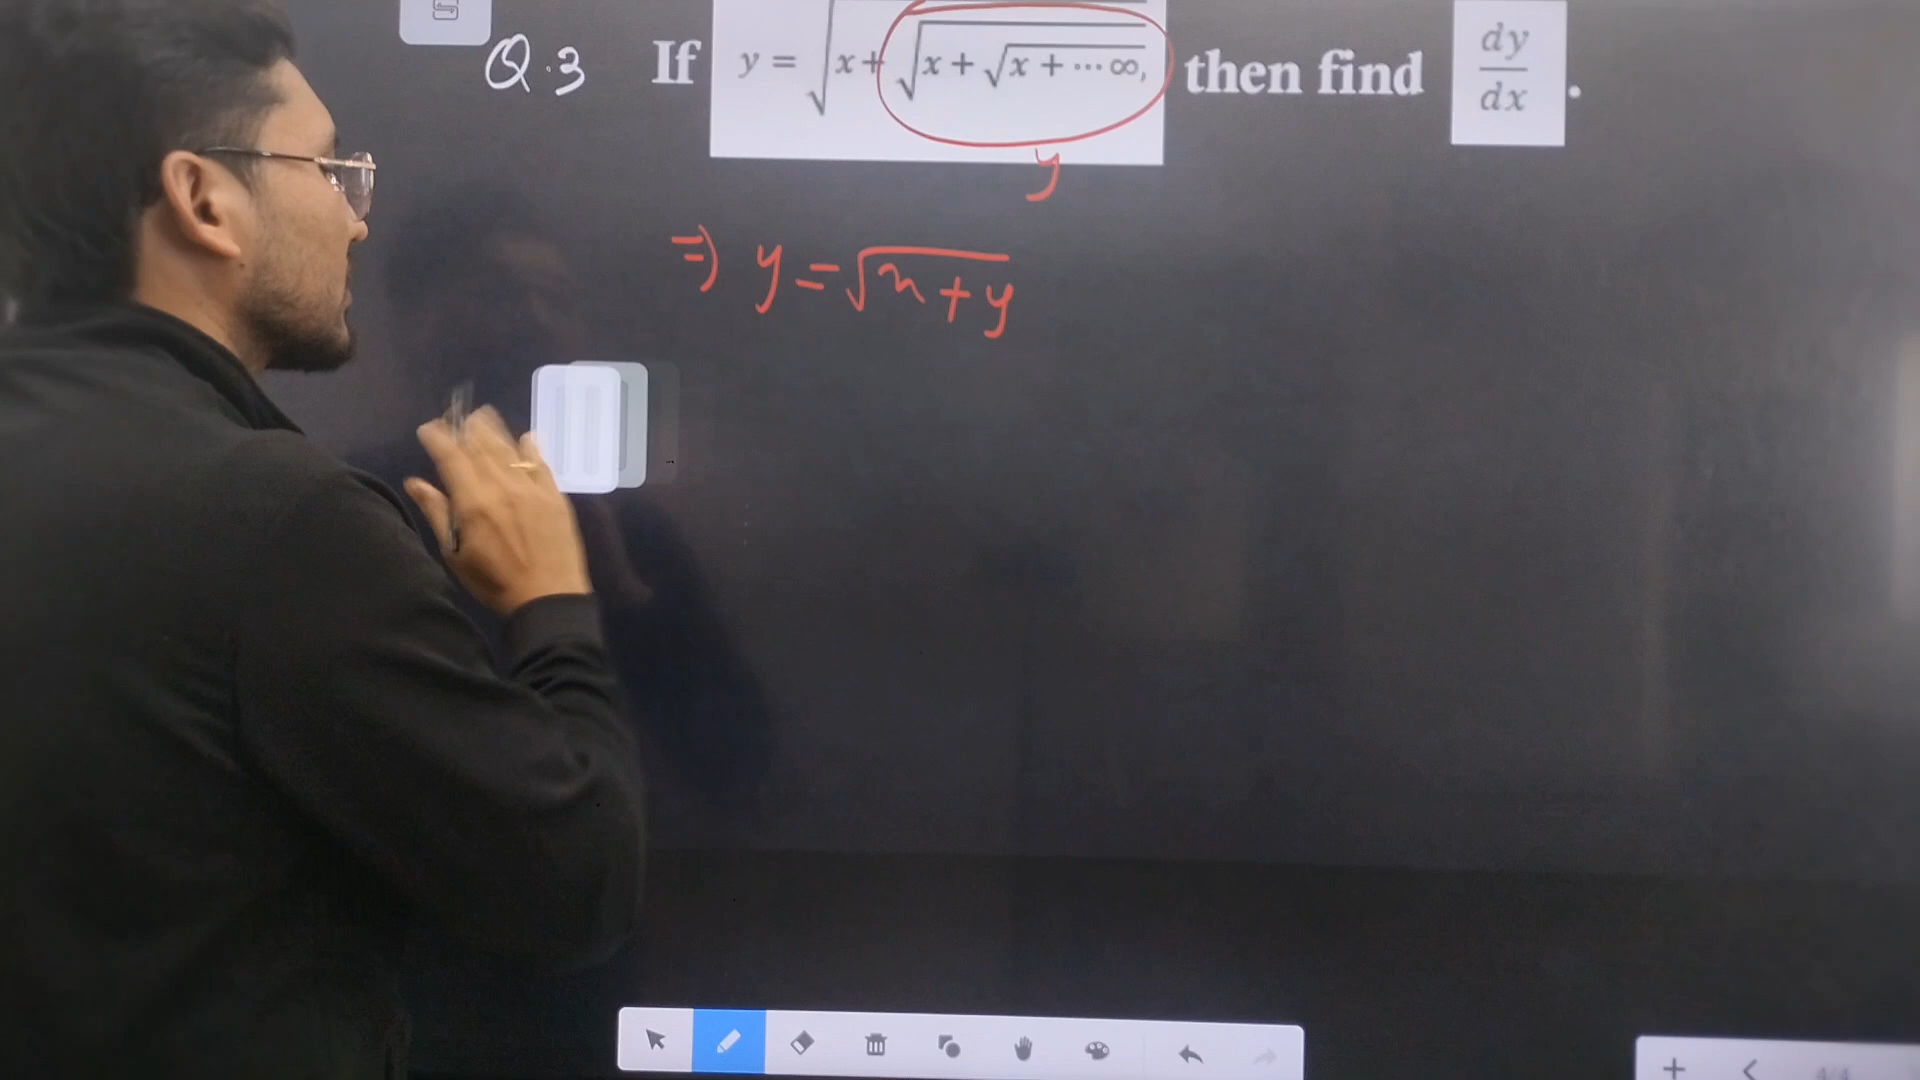 Q.3 If y = √(x + √(x + √(x + ⋯ ∞, then find dy/dx .
y
⇒ y = √(x + y)